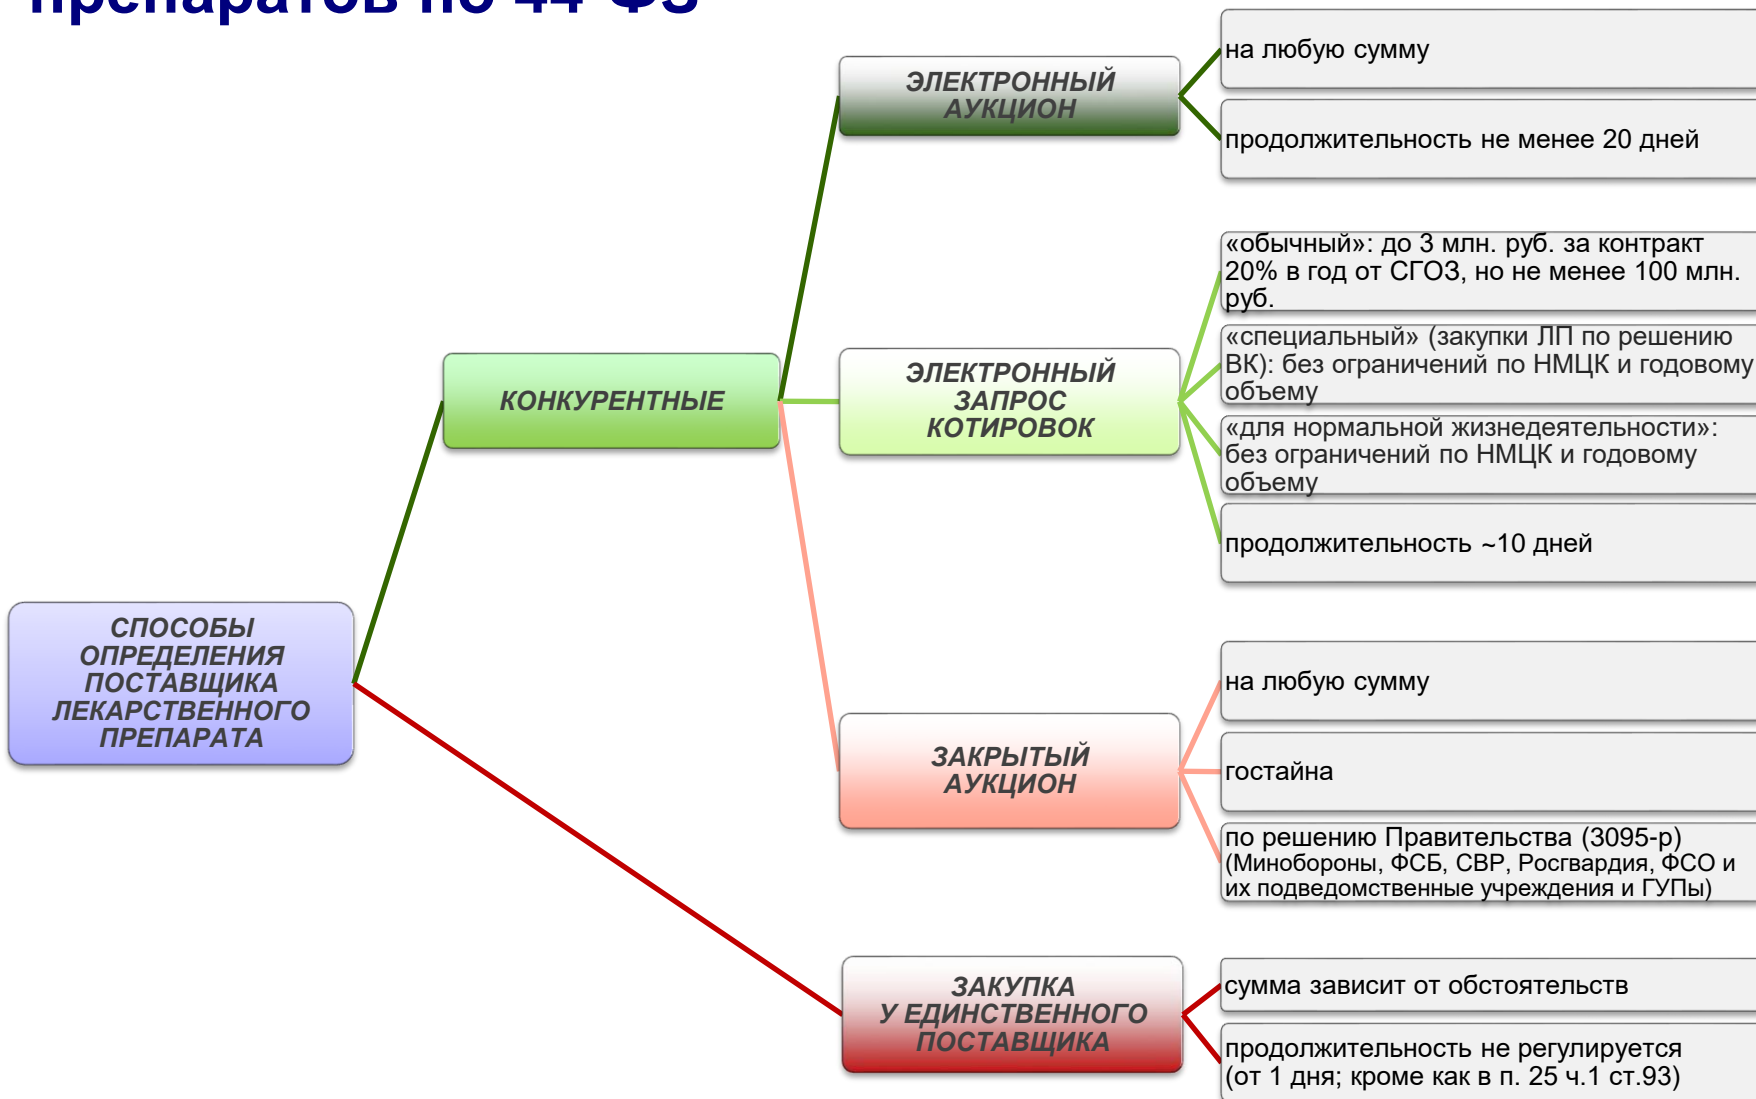 препаратов по 44-ФЗ
ЭЛЕКТРОННЫЙ
АУКЦИОН
на любую сумму
продолжительность не менее 20 дней
КОНКУРЕНТНЫЕ
ЭЛЕКТРОННЫЙ
ЗАПРОС
КОТИРОВОК
«обычный»: до 3 млн. руб. за контракт
20% в год от СГОЗ, но не менее 100 млн.
руб.
«специальный» (закупки ЛП по решению
ВК): без ограничений по НМЦК и годовому
объему
«для нормальной жизнедеятельности»:
без ограничений по НМЦК и годовому
объему
продолжительность ~10 дней
СПОСОБЫ
ОПРЕДЕЛЕНИЯ
ПОСТАВЩИКА
ЛЕКАРСТВЕННОГО
ПРЕПАРАТА
ЗАКРЫТЫЙ
АУКЦИОН
на любую сумму
гостайна
по решению Правительства (3095-р)
(Минобороны, ФСБ, СВР, Росгвардия, ФСО и
их подведомственные учреждения и ГУПы)
ЗАКУПКА
У ЕДИНСТВЕННОГО
ПОСТАВЩИКА
сумма зависит от обстоятельств
продолжительность не регулируется
(от 1 дня; кроме как в п. 25 ч.1 ст.93)